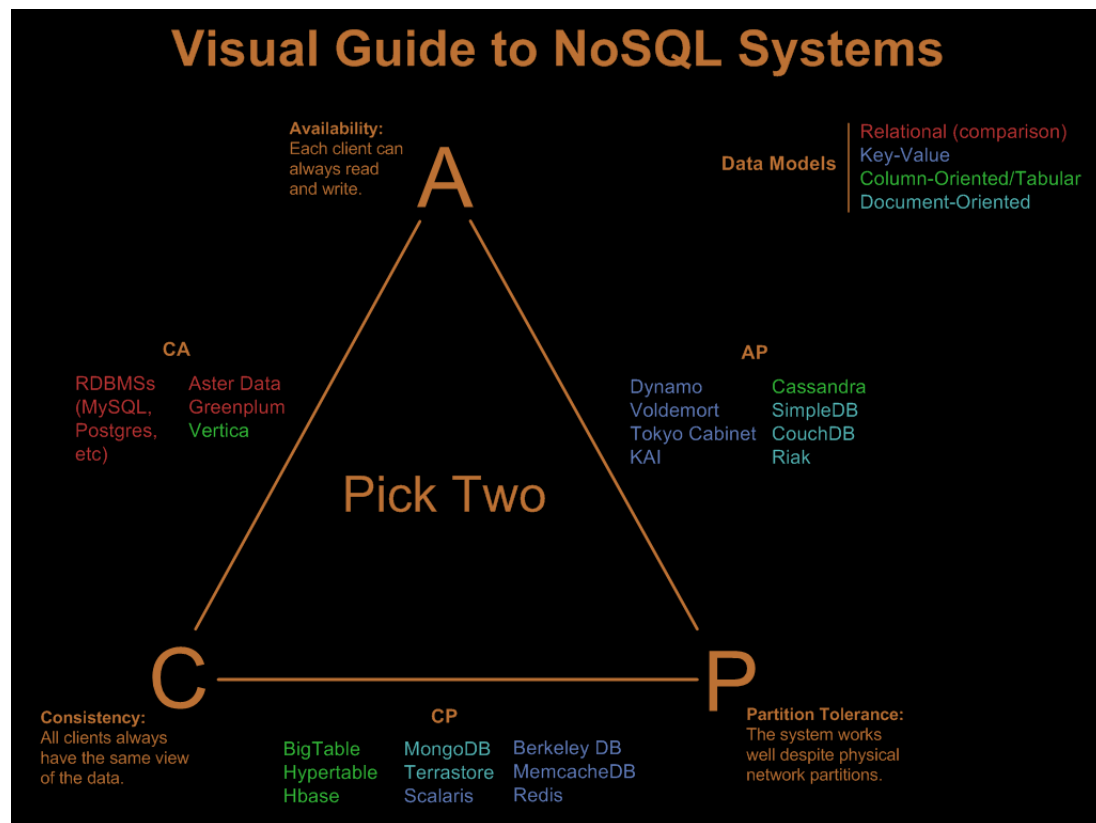 Visual Guide to NoSQL Systems
Availability:
Each client can
always read
and write.
A
Data Models
Relational (comparison)
Key-Value
Column-Oriented/Tabular
Document-Oriented
CA
RDBMSs
(MySQL,
Postgres,
etc)
Aster Data
Greenplum
Vertica
AP
Dynamo
Voldemort
Tokyo Cabinet
KAI
Cassandra
SimpleDB
CouchDB
Riak
Pick Two
C
P
Consistency:
All clients always
have the same view
of the data.
CP
BigTable
Hypertable
Hbase
MongoDB
Terrastore
Scalaris
Berkeley DB
MemcacheDB
Redis
Partition Tolerance:
The system works
well despite physical
network partitions.